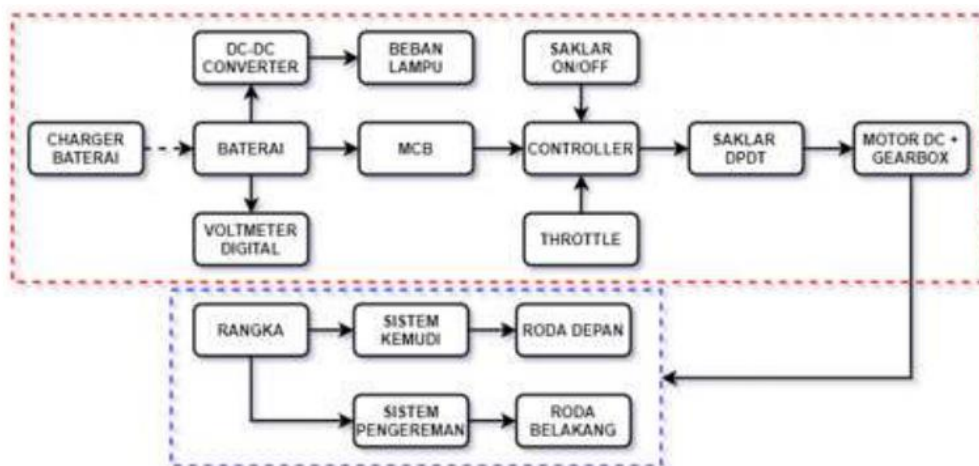 DC-DC
CONVERTER
BEBAN
LAMPU
SAKLAR
ON/OFF
CHARGER
BATERAI
BATERAI
MCB
CONTROLLER
SAKLAR
DPDT
MOTOR DC +
GEARBOX
VOLTMETER
DIGITAL
THROTTLE
RANGKA
SISTEM
KEMUDI
RODA DEPAN
SISTEM
PENGEREMAN
RODA
BELAKANG